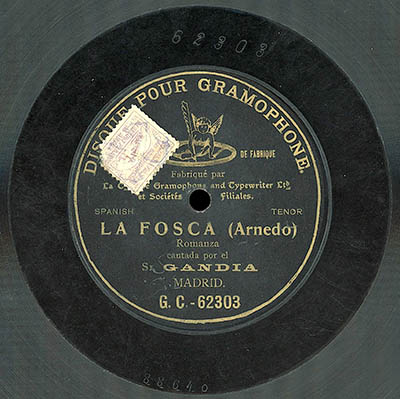 62303
DISQUE POUR GRAMOPHONE.
DE FABRIQUE
Fabriqué par
La Gramophone and Typewriter Ltd
et Sociétés Filiales.
SPANISH TENOR
LA FOSCA (Arnedo)
Romanza
cantada por el
Sr. GANDIA
MADRID.
G.C.-62303